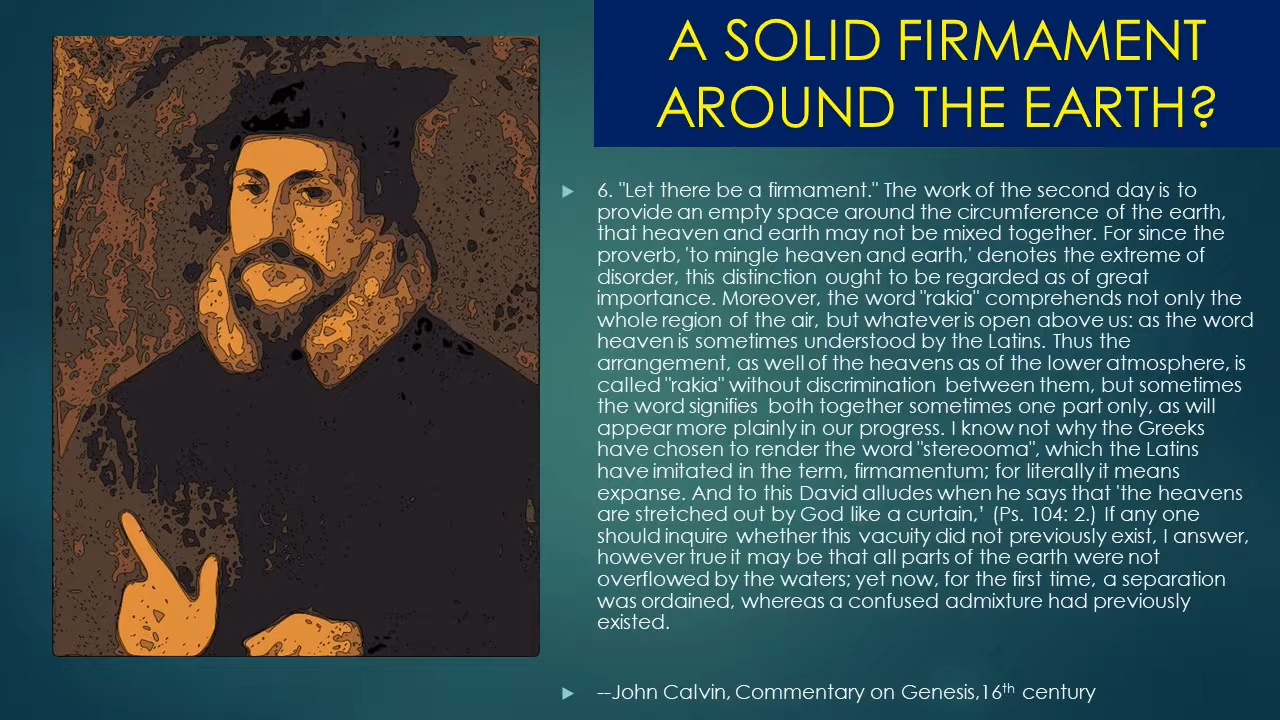 A SOLID FIRMAMENT
AROUND THE EARTH?
6. "Let there be a firmament." The work of the second day is to
provide an empty space around the circumference of the earth,
that heaven and earth may not be mixed together. For since the
proverb, 'to mingle heaven and earth,' denotes the extreme of
disorder, this distinction ought to be regarded as of great
importance. Moreover, the word "rakia" comprehends not only the
whole region of the air, but whatever is open above us: as the word
heaven is sometimes understood by the Latins. Thus the
arrangement, as well of the heavens as of the lower atmosphere, is
called "rakia" without discrimination between them, but sometimes
the word signifies both together sometimes one part only, as will
appear more plainly in our progress. I know not why the Greeks
have chosen to render the word "stereooma", which the Latins
have imitated in the term, firmamentum; for literally it means
expanse. And to this David alludes when he says that 'the heavens
are stretched out by God like a curtain,' (Ps. 104: 2.) If any one
should inquire whether this vacuity did not previously exist, I answer,
however true it may be that all parts of the earth were not
overflowed by the waters; yet now, for the first time, a separation
was ordained, whereas a confused admixture had previously
existed.
--John Calvin, Commentary on Genesis,16th century